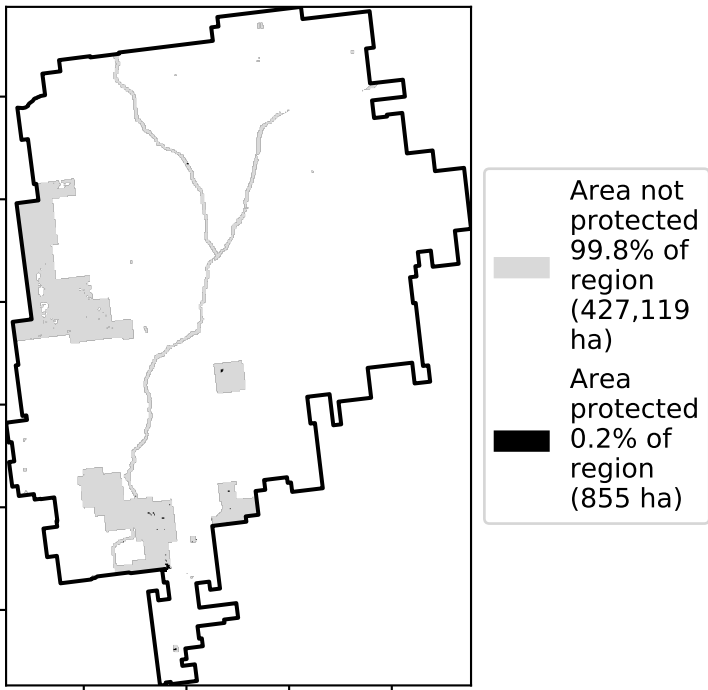 Area not
protected
99.8% of
region
(427,119
ha)
Area
protected
0.2% of
region
(855 ha)